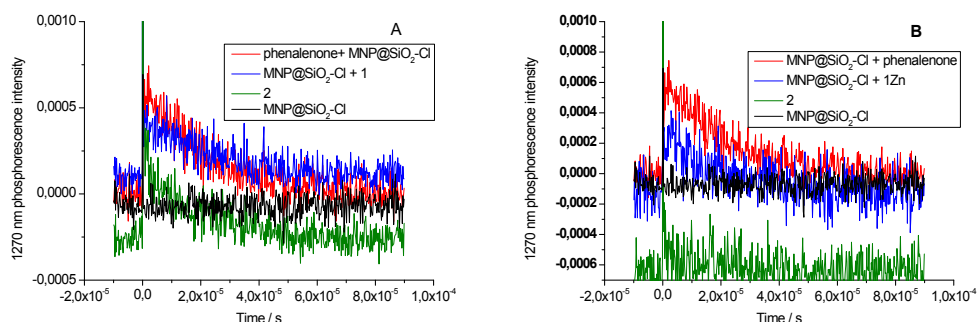 A
0,0010
0,0005
0,0000
-0,0005
1270 nm phosphorescence intensity
phenalenone+ MNP@SiO2-Cl
MNP@SiO2-Cl + 1
2
MNP@SiO2-Cl
-2,0x10-5 0,0 2,0x10-5 4,0x10-5 6,0x10-5 8,0x10-5 1,0x10-4
Time / s
B
0,0010
0,0008
0,0006
0,0004
0,0002
0,0000
-0,0002
-0,0004
-0,0006
1270 nm phosphorescence intensity
MNP@SiO2-Cl + phenalenone
MNP@SiO2-Cl + 1Zn
2
MNP@SiO2-Cl
-2,0x10-5 0,0 2,0x10-5 4,0x10-5 6,0x10-5 8,0x10-5 1,0x10-4
Time / s